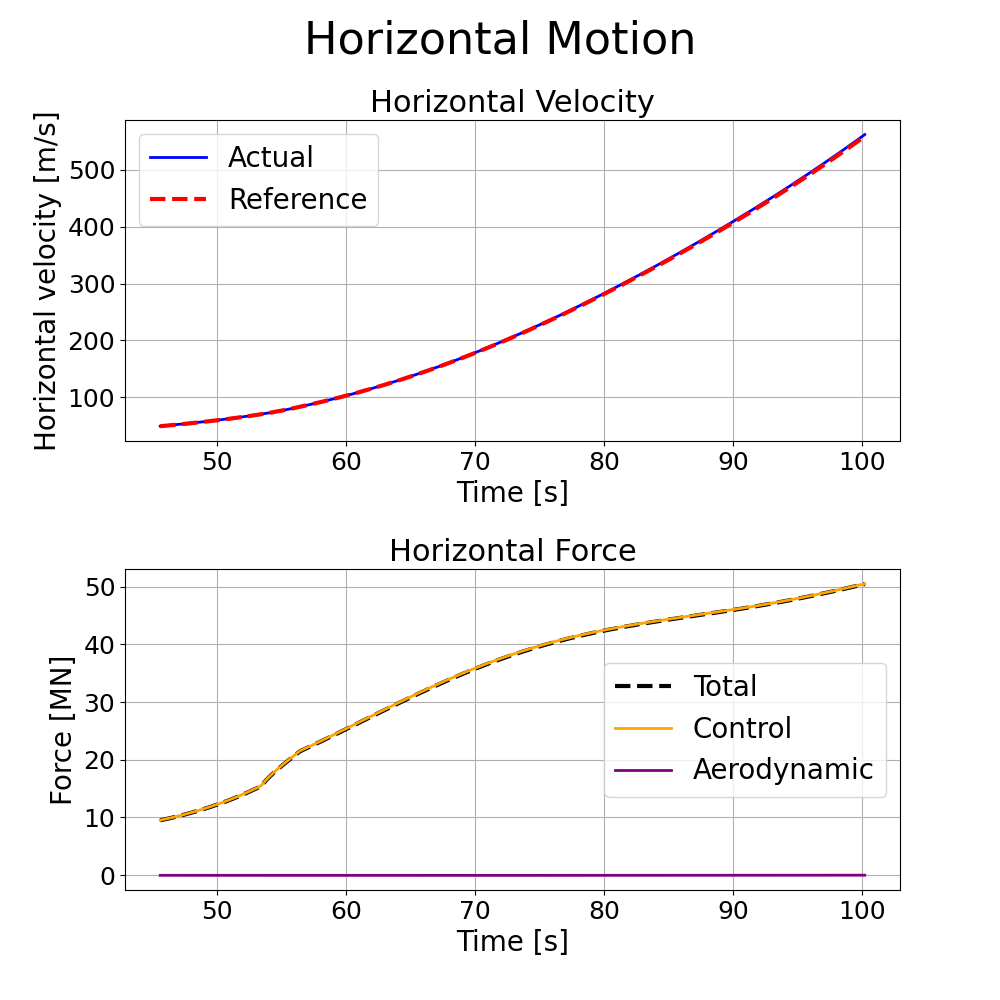 Horizontal Motion
Horizontal Velocity
Horizontal velocity [m/s]
500
400
300
200
100
Actual
Reference
50 60 70 80 90 100
Time [s]
Horizontal Force
Force [MN]
50
40
30
20
10
0
Total
Control
Aerodynamic
50 60 70 80 90 100
Time [s]